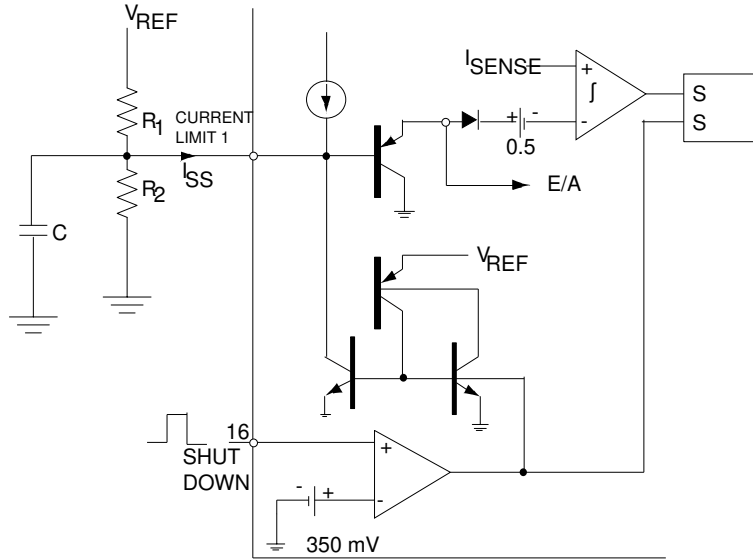 VREF
R1
CURRENT
LIMIT 1
ISS
R2
C
ISENSE
+
∫
-
S
S
+ -
0.5
E/A
VREF
16
SHUT
DOWN
+
-
- +
350 mV